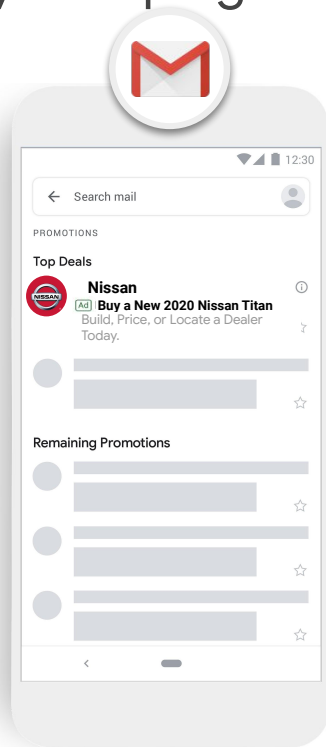 12:30
Search mail
PROMOTIONS
Top Deals
NISSAN
Nissan
Ad Buy a New 2020 Nissan Titan
Build, Price, or Locate a Dealer
Today.
Remaining Promotions